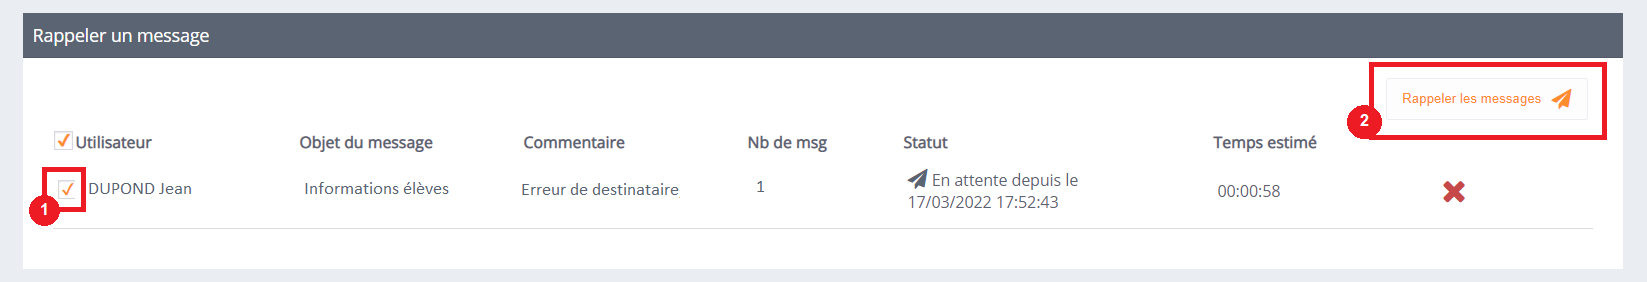 Rappeler un message
Rappeler les messages
2
Utilisateur Objet du message Commentaire Nb de msg Statut Temps estimé
DUPOND Jean Informations élèves Erreur de destinataire 1 En attente depuis le 00:00:58
17/03/2022 17:52:43
1